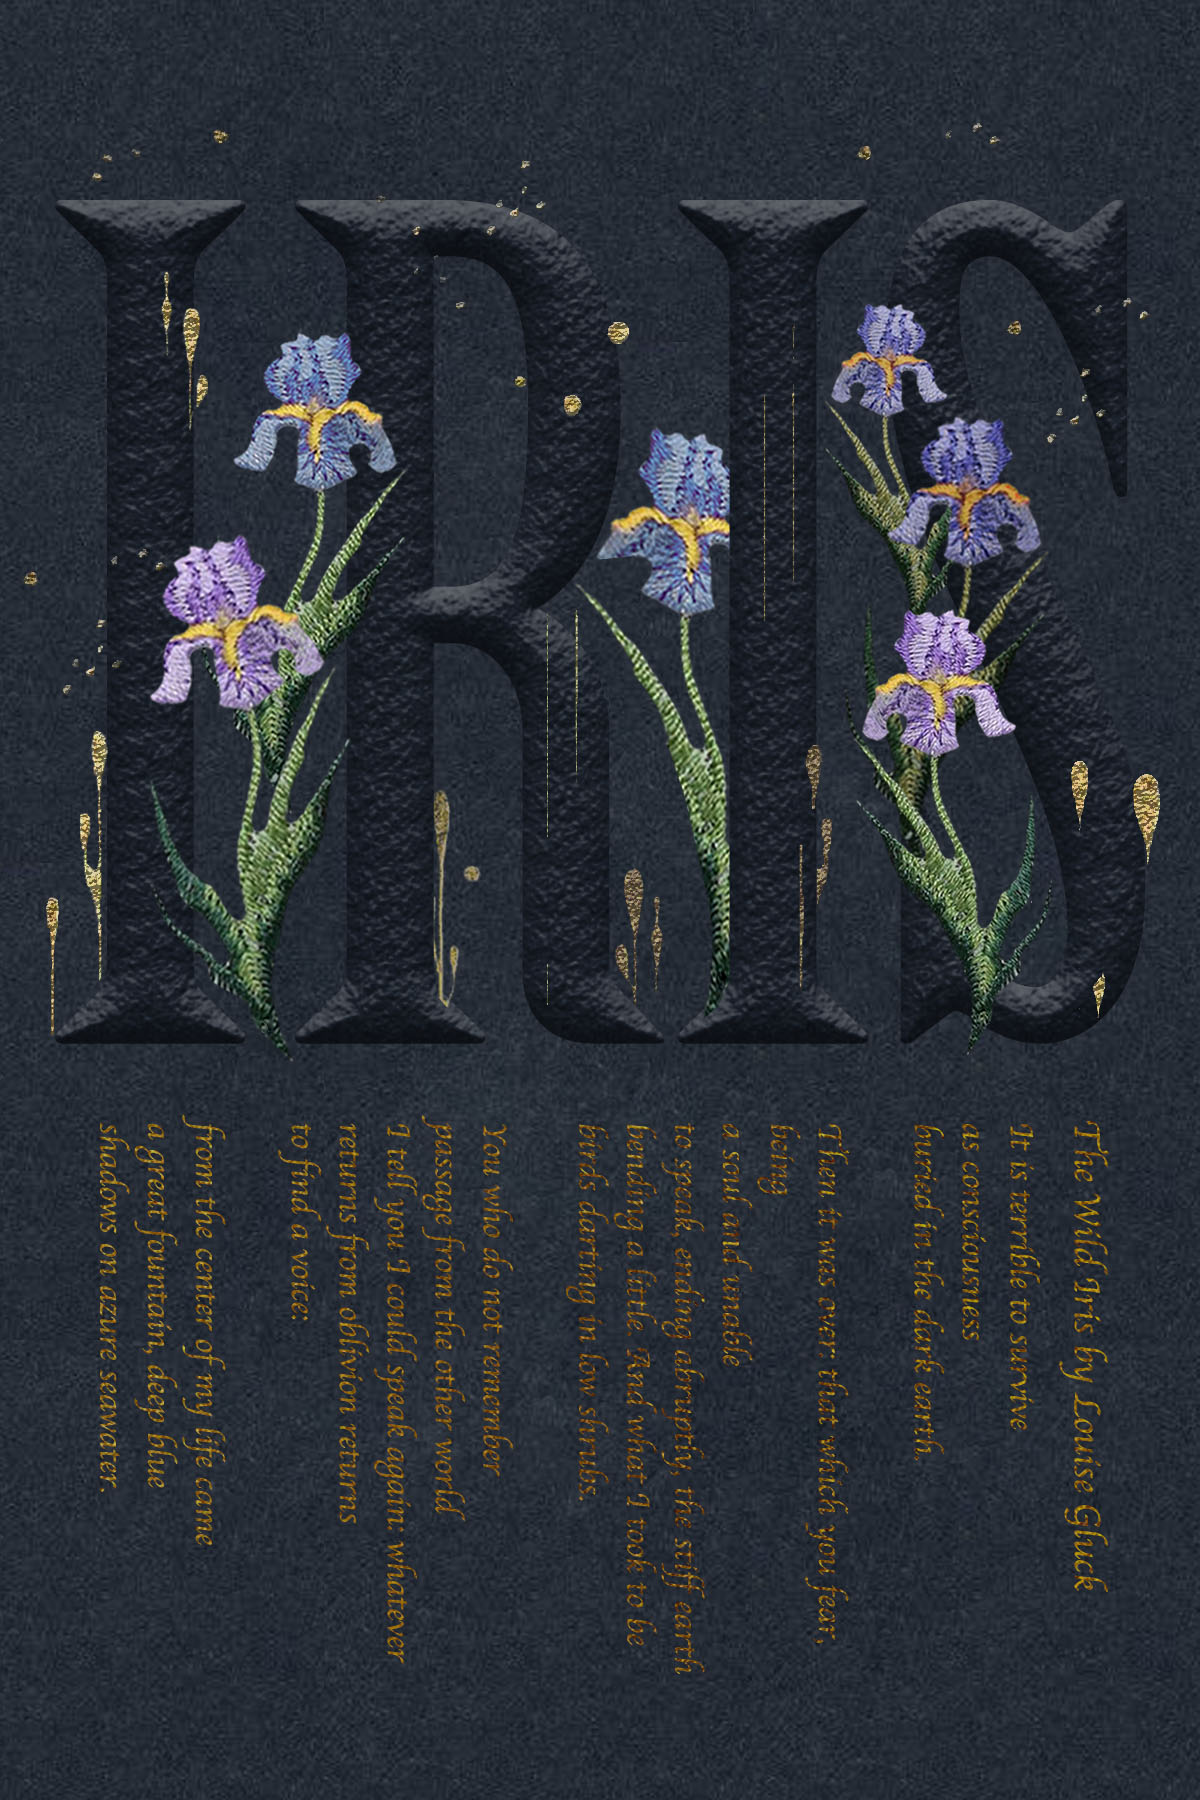 IRIS
The Wild Iris by Louise Gluck
It is terrible to survive
as consciousness
buried in the dark earth.
Then it was over: that which you fear,
being
a soul and unable
to speak, ending abruptly, the stiff earth
bending a little. And what I took to be
birds darting in low shrubs.
You who do not remember
passage from the other world
I tell you I could speak again: whatever
returns from oblivion returns
to find a voice:
from the center of my life came
a great fountain, deep blue
shadows on azure seawater.